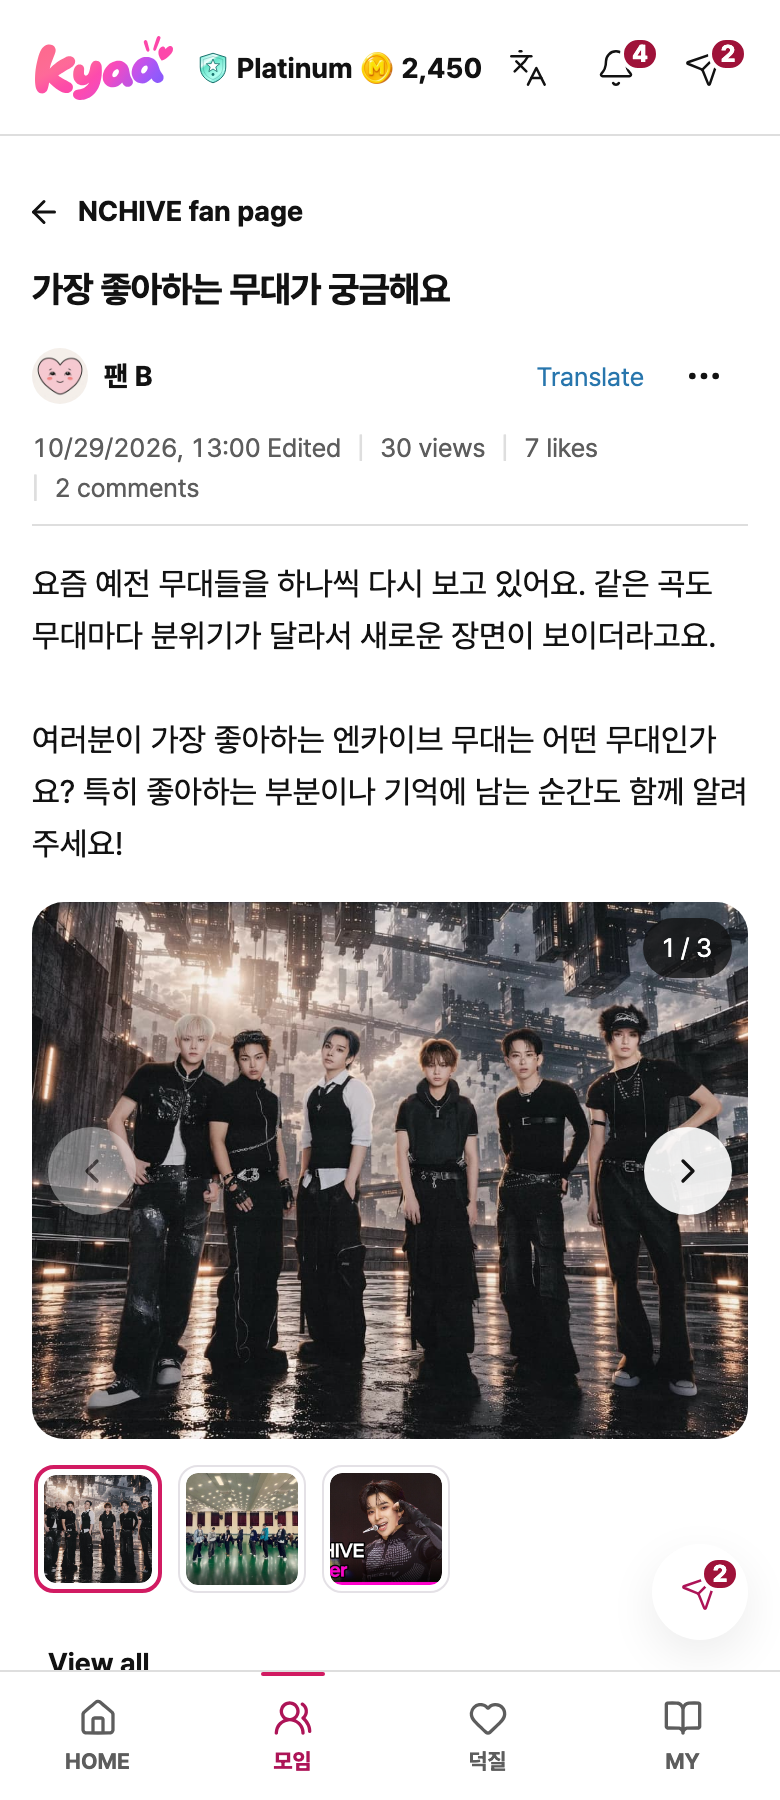 kyaa
Platinum 2,450
4
2
NCHIVE fan page
가장 좋아하는 무대가 궁금해요
팬 B
Translate
10/29/2026, 13:00 Edited
30 views
7 likes
2 comments
요즘 예전 무대들을 하나씩 다시 보고 있어요. 같은 곡도
무대마다 분위기가 달라서 새로운 장면이 보이더라고요.
여러분이 가장 좋아하는 엔카이브 무대는 어떤 무대인가
요? 특히 좋아하는 부분이나 기억에 남는 순간도 함께 알려
주세요!
1 / 3
HIVE
er
2
View all
HOME
모임
덕질
MY